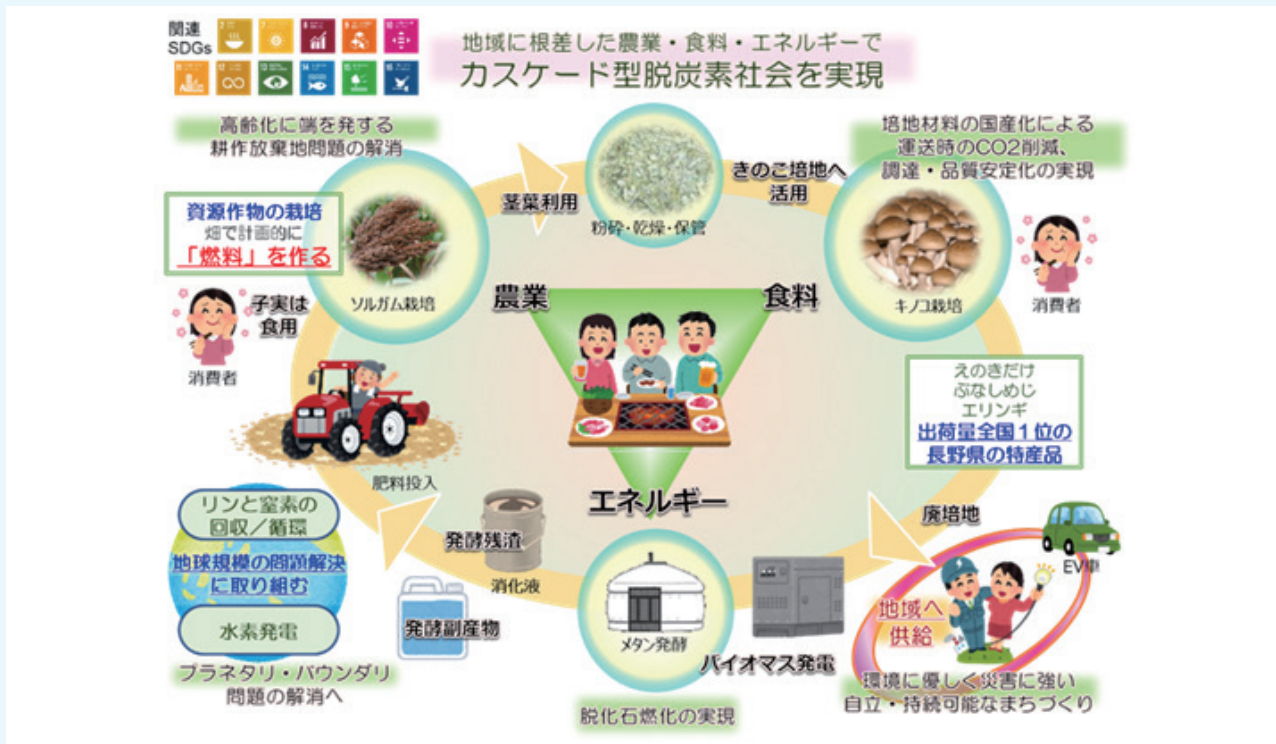 関連
SDGs
地域に根差した農業・食料・エネルギーで
カスケード型脱炭素社会を実現
高齢化に端を発する
耕作放棄地問題の解消
培地材料の国産化による
運送時のCO2削減、
調達・品質安定化の実現
茎葉利用
粉砕・乾燥・保管
きのこ培地へ
活用
資源作物の栽培
畑で計画的に
「燃料」を作る
ソルガム栽培
キノコ栽培
消費者
子実は
食用
消費者
農業
食料
エネルギー
えのきだけ
ぶなしめじ
エリンギ
出荷量全国1位の
長野県の特産品
肥料投入
リンと窒素の
回収/循環
地球規模の問題解決
に取り組む
水素発電
プラネタリ・バウンダリ
問題の解消へ
発酵残渣
消化液
発酵副産物
メタン発酵
バイオマス発電
脱化石燃化の実現
廃培地
EV車
地域へ
供給
環境に優しく災害に強い
自立・持続可能なまちづくり